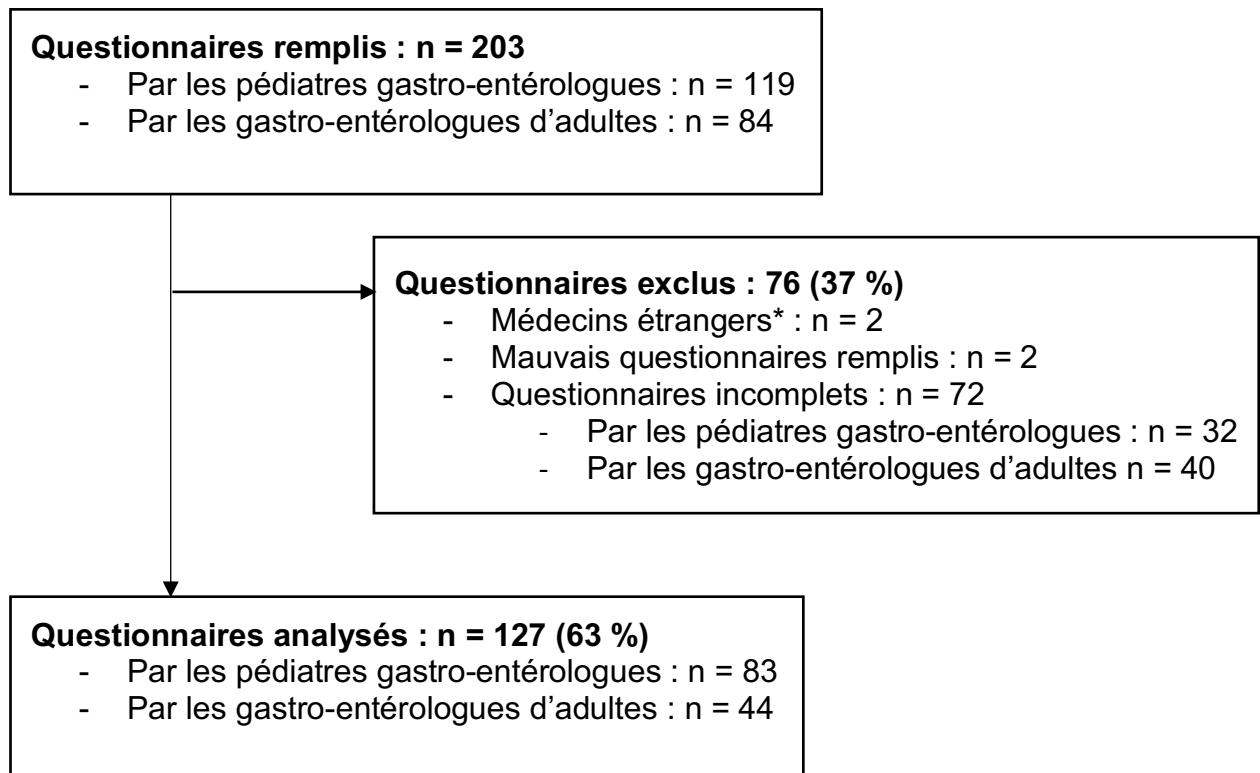 Questionnaires remplis : n = 203
- Par les pédiatres gastro-entérologues : n = 119
- Par les gastro-entérologues d’adultes : n = 84
Questionnaires exclus : 76 (37 %)
- Médecins étrangers* : n = 2
- Mauvais questionnaires remplis : n = 2
- Questionnaires incomplets : n = 72
- Par les pédiatres gastro-entérologues : n = 32
- Par les gastro-entérologues d’adultes n = 40
Questionnaires analysés : n = 127 (63 %)
- Par les pédiatres gastro-entérologues : n = 83
- Par les gastro-entérologues d’adultes : n = 44